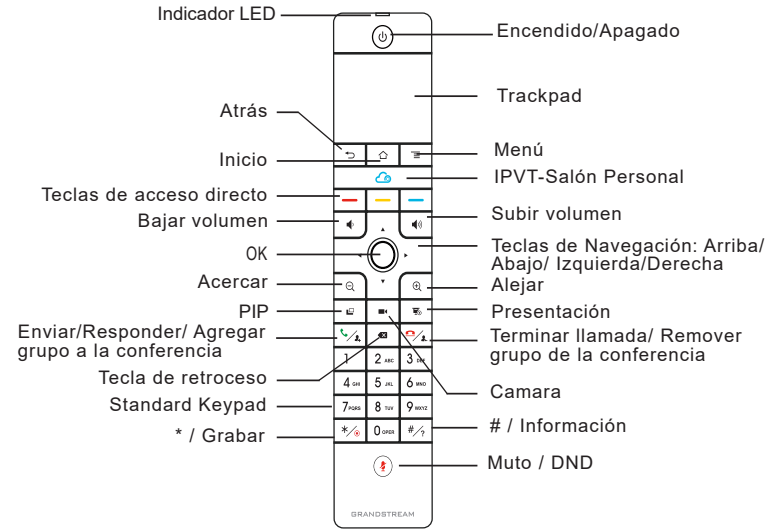 Indicador LED
Encendido/Apagado
Trackpad
Atrás
Inicio
Menú
IPVT-Salón Personal
Teclas de acceso directo
Bajar volumen
Subir volumen
OK
Teclas de Navegación: Arriba/
Abajo/ Izquierda/Derecha
Acercar
Alejar
PIP
Presentación
Enviar/Responder/ Agregar
grupo a la conferencia
Terminar llamada/ Remover
grupo de la conferencia
1 2 ABC 3 DEF
Tecla de retroceso
4 GHI 5 JKL 6 MNO
Camara
Standard Keypad
7 PQRS 8 TUV 9 WXYZ
* / Grabar
*/ 0 OPER #/?
# / Información
Muto / DND
GRANDSTREAM